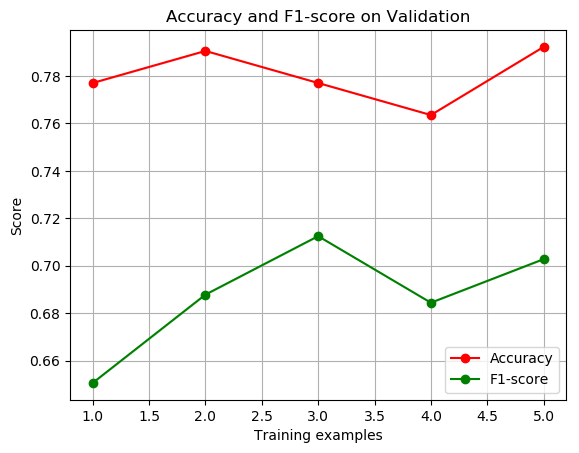 Accuracy and F1-score on Validation
Score
0.78
0.76
0.74
0.72
0.70
0.68
0.66
Accuracy
F1-score
1.0 1.5 2.0 2.5 3.0 3.5 4.0 4.5 5.0
Training examples